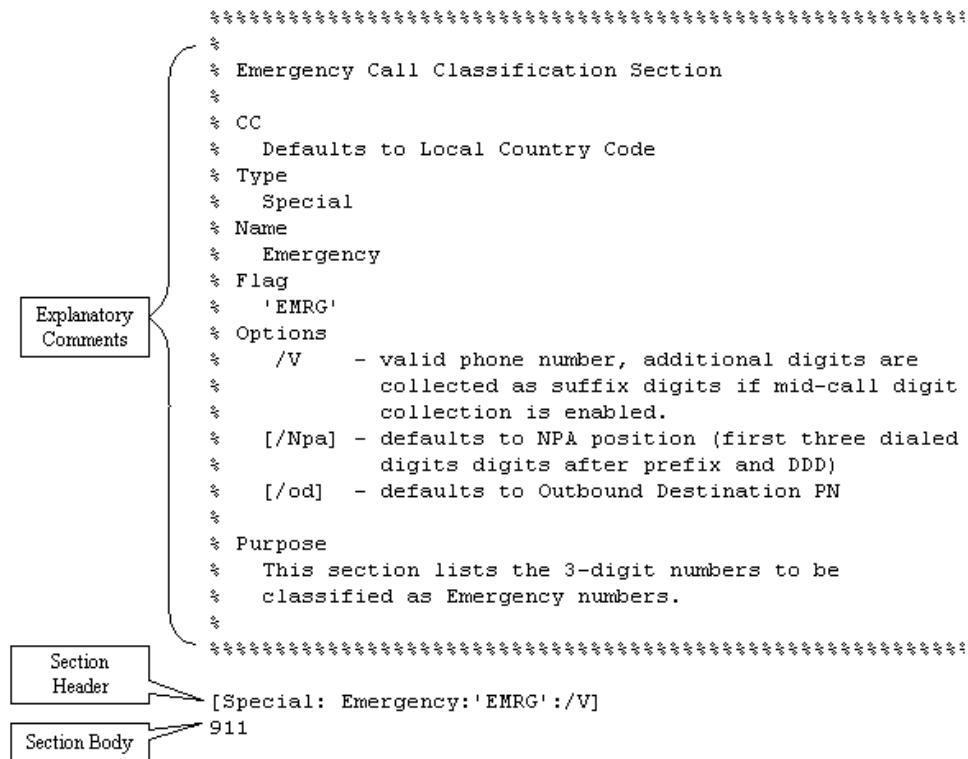 %%%%%%%%%%%%%%%%%%%%%%%%%%%%%%%%%%%%%%%%%%%%%%%%%%%%%%%%%%
%
% Emergency Call Classification Section
%
% CC
%   Defaults to Local Country Code
% Type
%   Special
% Name
%   Emergency
% Flag
%   'EMRG'
% Options
%    /V    - valid phone number, additional digits are
%            collected as suffix digits if mid-call digit
%            collection is enabled.
%   [/Npa] - defaults to NPA position (first three dialed
%            digits digits after prefix and DDD)
%   [/od]  - defaults to Outbound Destination PN
%
% Purpose
%   This section lists the 3-digit numbers to be
%   classified as Emergency numbers.
%
%%%%%%%%%%%%%%%%%%%%%%%%%%%%%%%%%%%%%%%%%%%%%%%%%%%%%%%%%%
Explanatory
Comments
Section
Header
[Special: Emergency:'EMRG':/V]
Section Body
911